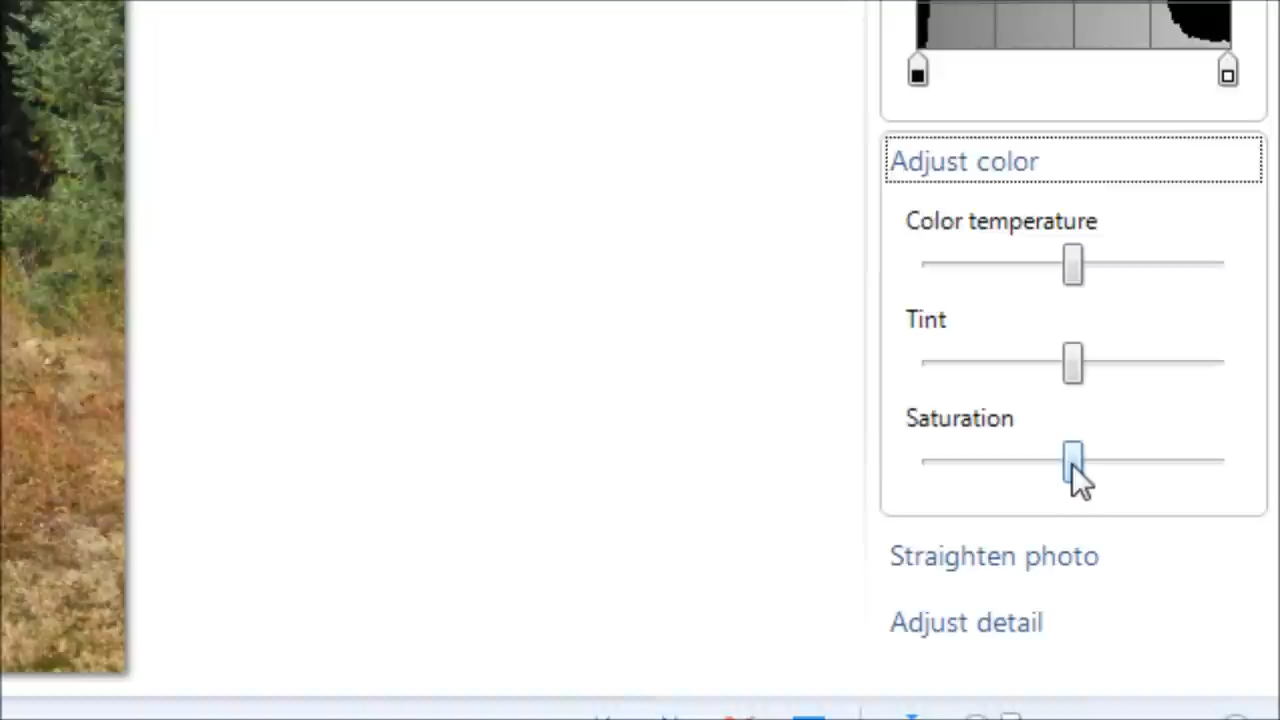 Adjust color
Color temperature
Tint
Saturation
Straighten photo
Adjust detail